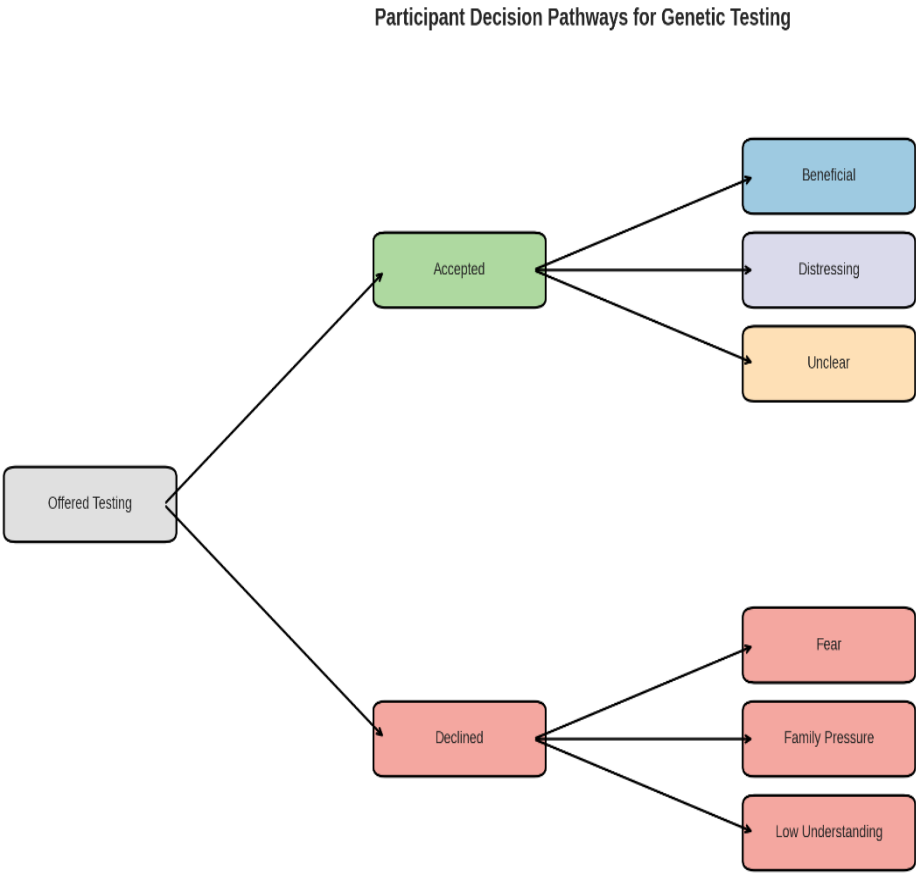 Participant Decision Pathways for Genetic Testing
Beneficial
Accepted
Distressing
Unclear
Offered Testing
Fear
Declined
Family Pressure
Low Understanding